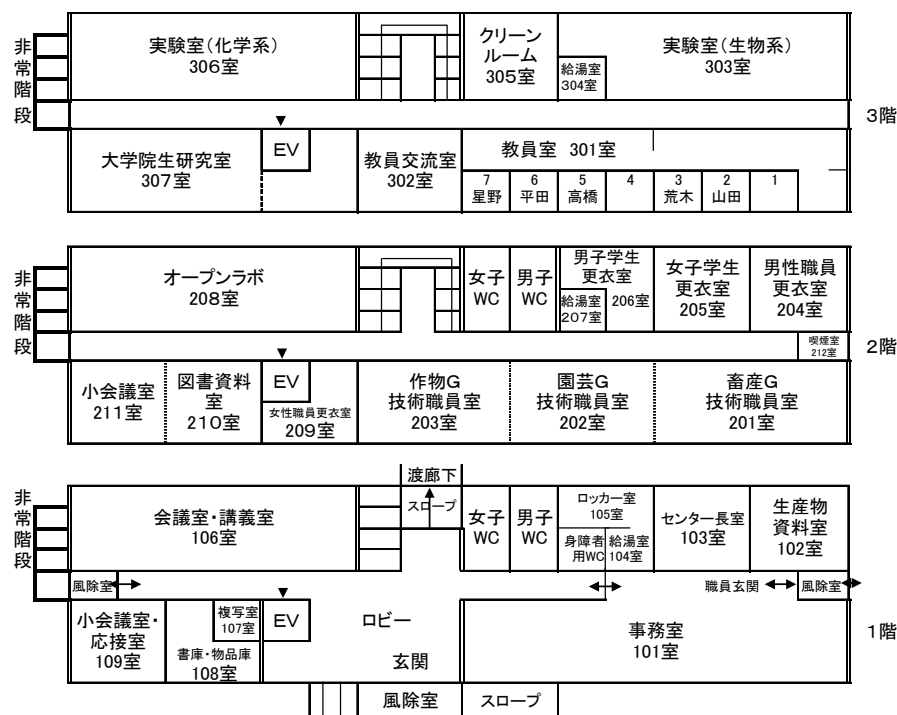 非常階段
実験室(化学系)
306室
クリーン
ルーム
305室
給湯室
304室
実験室(生物系)
303室
3階
大学院生研究室
307室
▼
EV
教員交流室
302室
教員室 301室
7
星野
6
平田
5
高橋
4
3
荒木
2
山田
1
非常階段
オープンラボ
208室
女子
WC
男子
WC
男子学生
更衣室
206室
給湯室
207室
女子学生
更衣室
205室
男性職員
更衣室
204室
喫煙室
212室
2階
小会議室
211室
図書資料
室
210室
▼
EV
女性職員更衣室
209室
作物G
技術職員室
203室
園芸G
技術職員室
202室
畜産G
技術職員室
201室
非常階段
会議室・講義室
106室
渡廊下
スロープ
女子
WC
男子
WC
ロッカー室
105室
身障者
用WC
給湯室
104室
センター長室
103室
生産物
資料室
102室
風除室
職員玄関
風除室
1階
小会議室・
応接室
109室
複写室
107室
書庫・物品庫
108室
▼
EV
ロビー
玄関
事務室
101室
風除室
スロープ